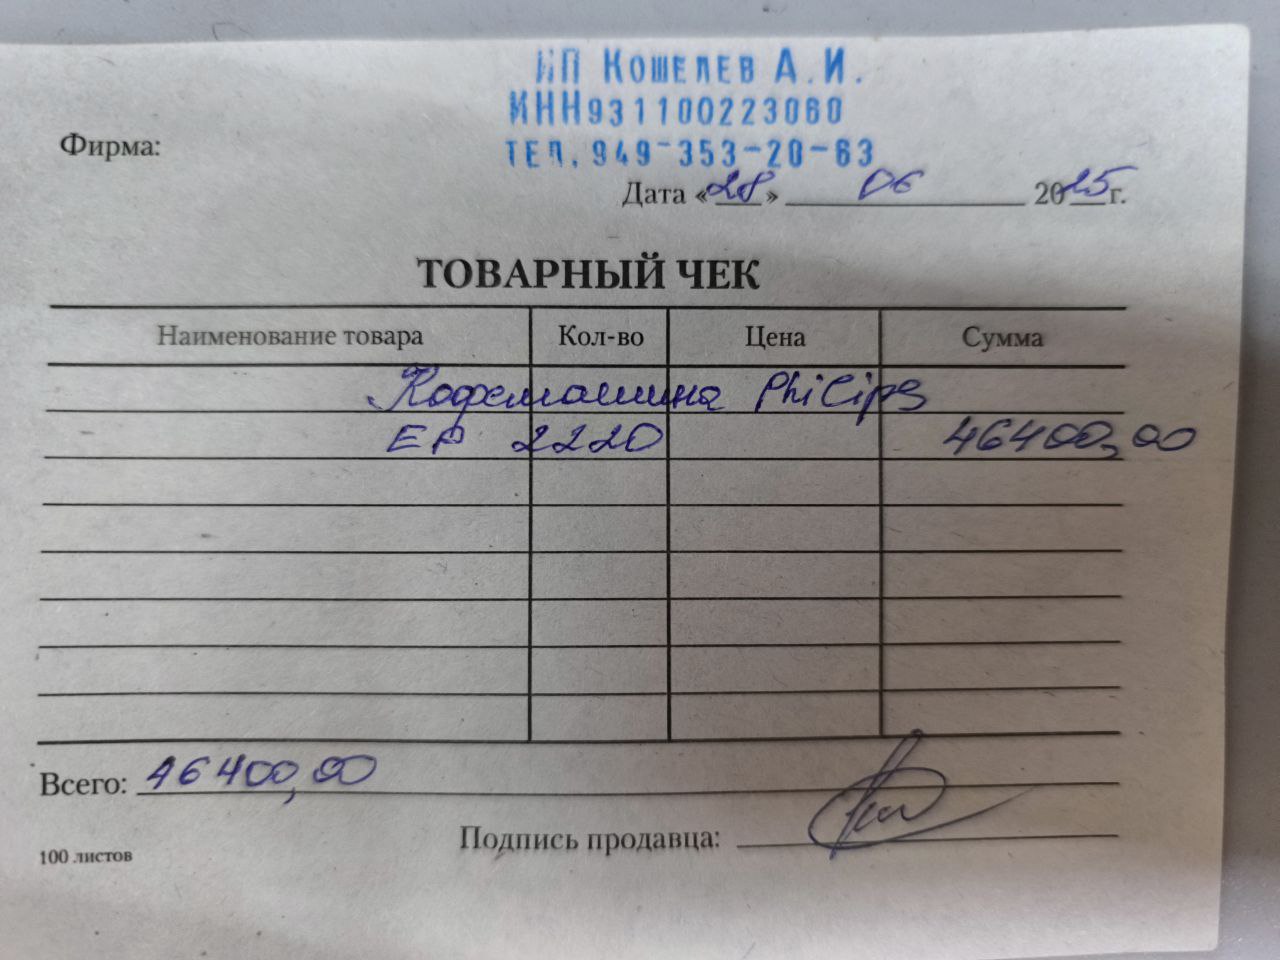 ИП Кошелев А.И.
ИНН931100223060
Фирма:
ТЕЛ. 949-353-20-63
Дата «28» 06 2025г.
ТОВАРНЫЙ ЧЕК
Наименование товара Кол-во Цена Сумма
Кофемашина Philips
EP 2220 46400,00
Всего: 46400,00
Подпись продавца:
100 листов